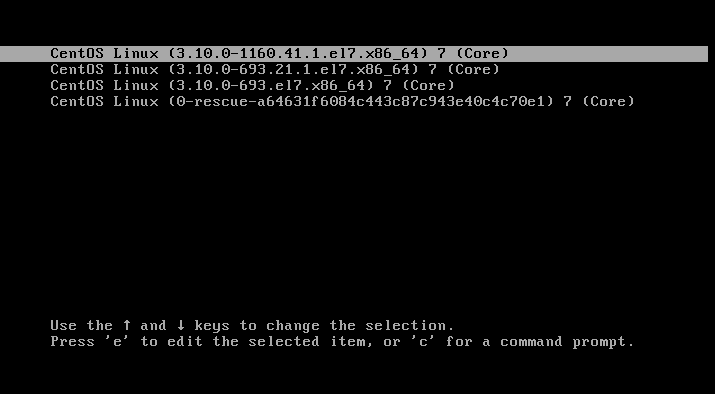 CentOS Linux (3.10.0-1160.41.1.el7.x86_64) 7 (Core)
CentOS Linux (3.10.0-693.21.1.el7.x86_64) 7 (Core)
CentOS Linux (3.10.0-693.el7.x86_64) 7 (Core)
CentOS Linux (0-rescue-a64631f6084c443c87c943e40c4c70e1) 7 (Core)
Use the ↑ and ↓ keys to change the selection.
Press 'e' to edit the selected item, or 'c' for a command prompt.